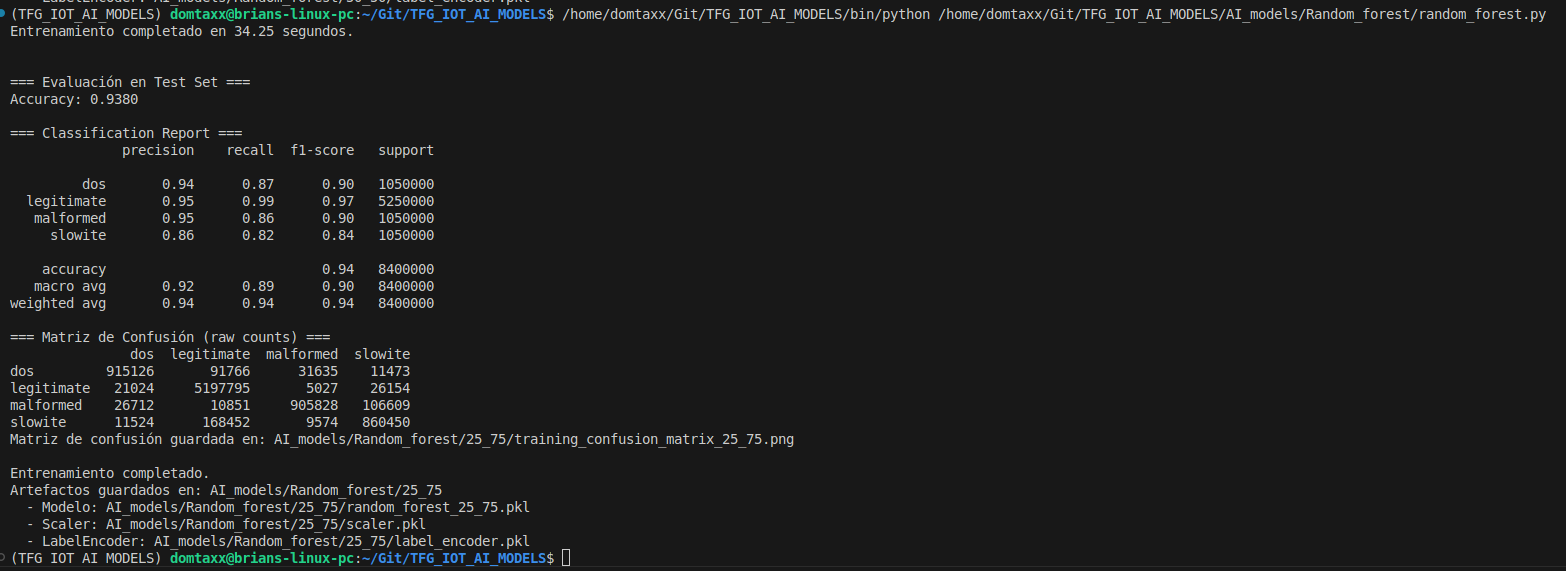 (TFG_IOT_AI_MODELS) domtaxx@brians-linux-pc:~/Git/TFG_IOT_AI_MODELS$ /home/domtaxx/Git/TFG_IOT_AI_MODELS/bin/python /home/domtaxx/Git/TFG_IOT_AI_MODELS/AI_models/Random_forest/random_forest.py
Entrenamiento completado en 34.25 segundos.
=== Evaluación en Test Set ===
Accuracy: 0.9380
=== Classification Report ===
precision recall f1-score support
dos 0.94 0.87 0.90 1050000
legitimate 0.95 0.99 0.97 5250000
malformed 0.95 0.86 0.90 1050000
slowite 0.86 0.82 0.84 1050000
accuracy 0.94 8400000
macro avg 0.92 0.89 0.90 8400000
weighted avg 0.94 0.94 0.94 8400000
=== Matriz de Confusión (raw counts) ===
dos legitimate malformed slowite
dos 915126 91766 31635 11473
legitimate 21024 5197795 5027 26154
malformed 26712 10851 905828 106609
slowite 11524 168452 9574 860450
Matriz de confusión guardada en: AI_models/Random_forest/25_75/training_confusion_matrix_25_75.png
Entrenamiento completado.
Artefactos guardados en: AI_models/Random_forest/25_75
- Modelo: AI_models/Random_forest/25_75/random_forest_25_75.pkl
- Scaler: AI_models/Random_forest/25_75/scaler.pkl
- LabelEncoder: AI_models/Random_forest/25_75/label_encoder.pkl
(TFG_IOT_AI_MODELS) domtaxx@brians-linux-pc:~/Git/TFG_IOT_AI_MODELS$